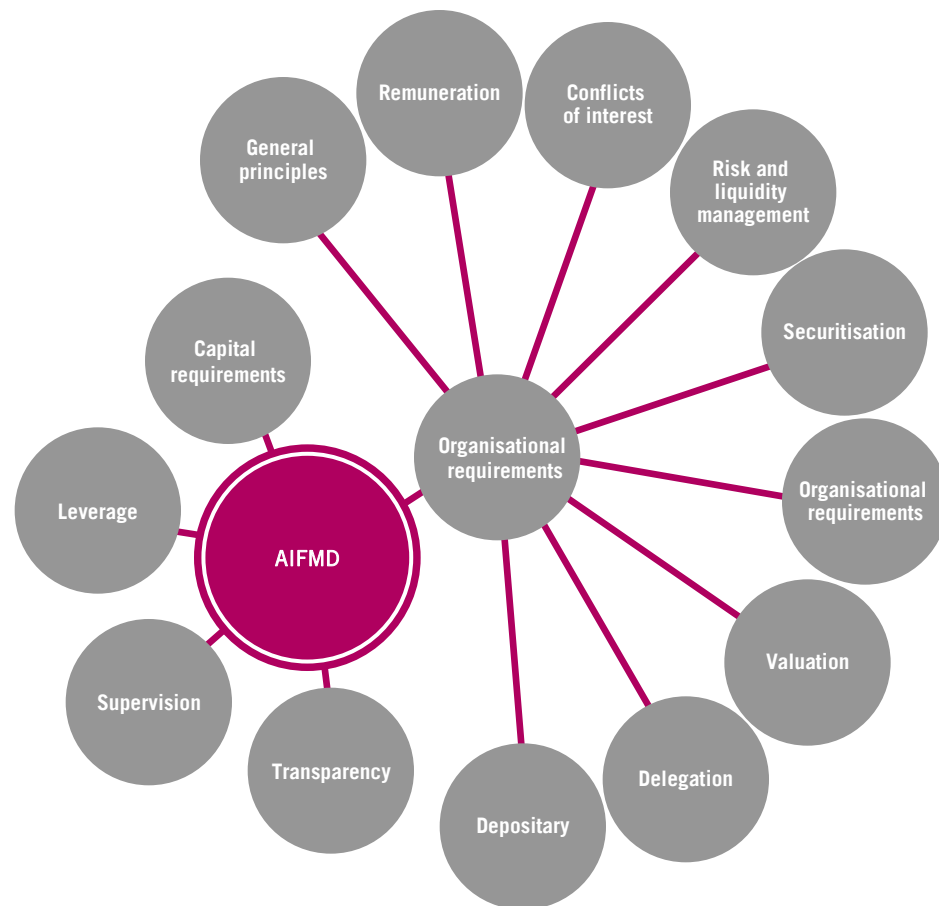 Remuneration
Conflicts
of interest
General
principles
Risk and
liquidity
management
Securitisation
Capital
requirements
Organisational
requirements
Organisational
requirements
Leverage
AIFMD
Valuation
Supervision
Transparency
Delegation
Depositary